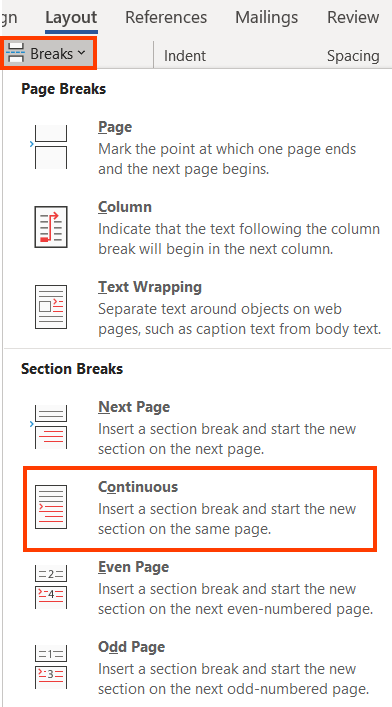 gn Layout References Mailings Review
Breaks Indent Spacing
Page Breaks
Page
Mark the point at which one page ends
and the next page begins.
Column
Indicate that the text following the column
break will begin in the next column.
Text Wrapping
Separate text around objects on web
pages, such as caption text from body text.
Section Breaks
Next Page
Insert a section break and start the new
section on the next page.
Continuous
Insert a section break and start the new
section on the same page.
=2=
=4=
Even Page
Insert a section break and start the new
section on the next even-numbered page.
=1=
=3=
Odd Page
Insert a section break and start the new
section on the next odd-numbered page.